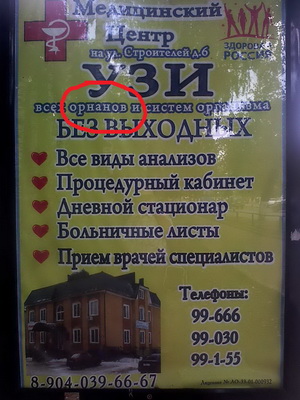 Медицинский
Центр
на ул. Строителей д.6
ЗДОРОВАЯ
РОССИЯ
УЗИ
всех орнанов и систем организма
БЕЗ ВЫХОДНЫХ
Все виды анализов
Процедурный кабинет
Дневной стационар
Больничные листы
Прием врачей специалистов
Телефоны:
99-666
99-030
99-1-55
8-904-039-66-67